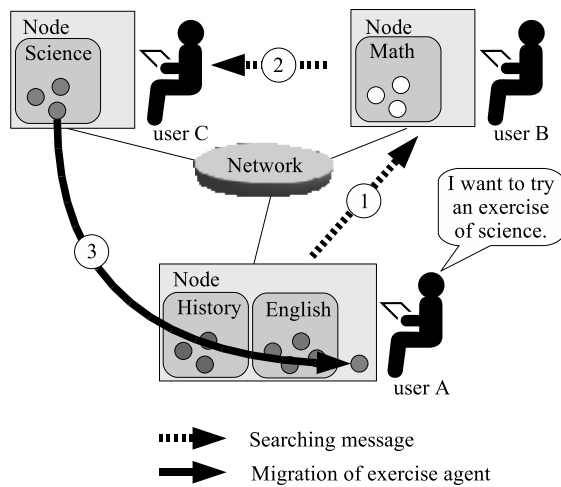 Node
Science
user C
2
Node
Math
user B
Network
1
I want to try
an exercise
of science.
3
Node
History
English
user A
Searching message
Migration of exercise agent